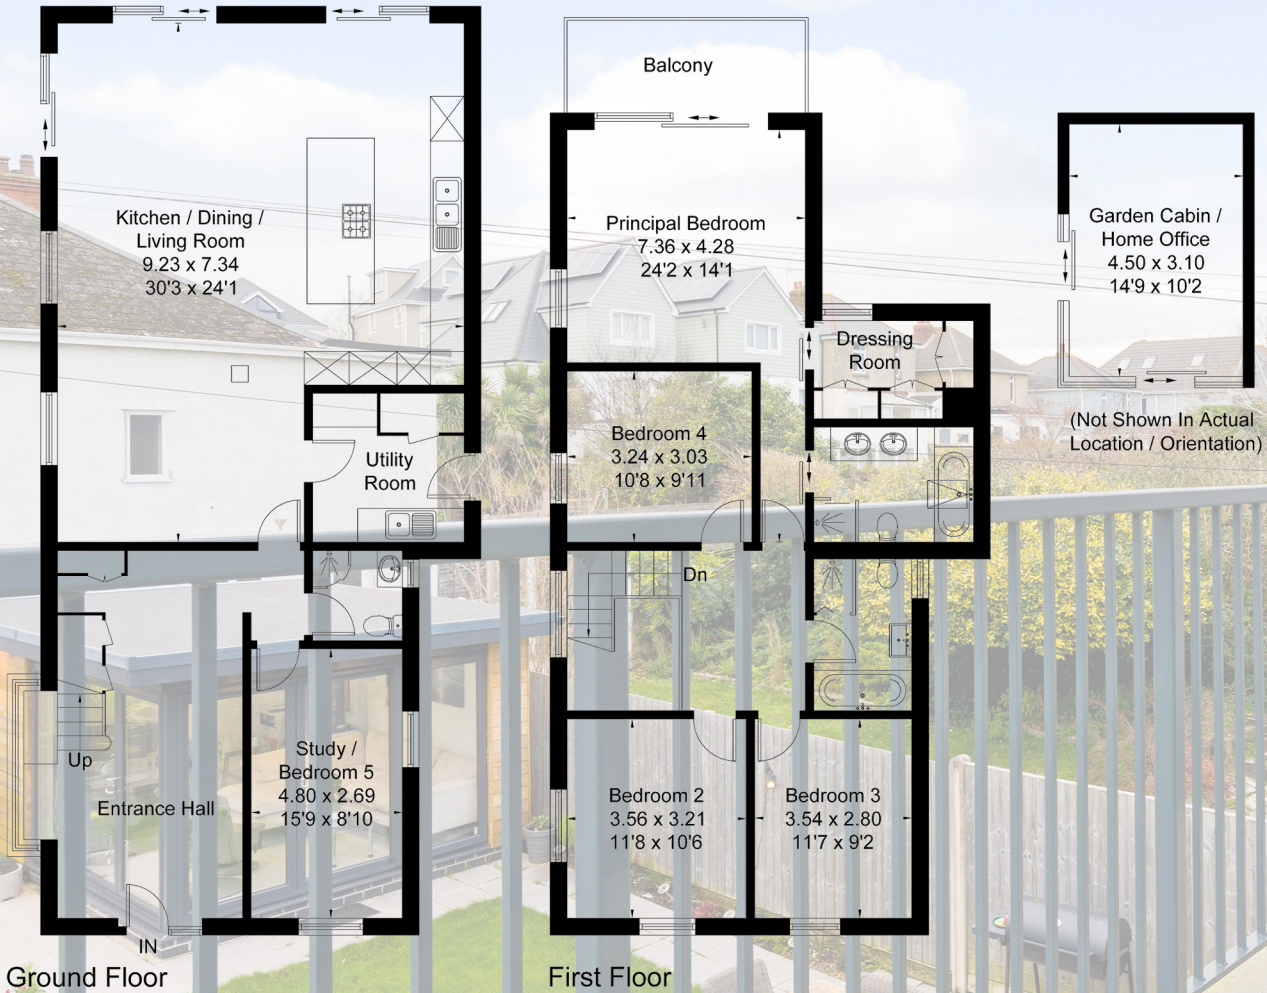 Balcony
Kitchen / Dining /
Living Room
9.23 x 7.34
30'3 x 24'1
Principal Bedroom
7.36 x 4.28
24'2 x 14'1
Garden Cabin /
Home Office
4.50 x 3.10
14'9 x 10'2
Dressing
Room
(Not Shown In Actual
Location / Orientation)
Utility
Room
Bedroom 4
3.24 x 3.03
10'8 x 9'11
Dn
Up
Entrance Hall
Study /
Bedroom 5
4.80 x 2.69
15'9 x 8'10
Bedroom 2
3.56 x 3.21
11'8 x 10'6
Bedroom 3
3.54 x 2.80
11'7 x 9'2
IN
Ground Floor
First Floor